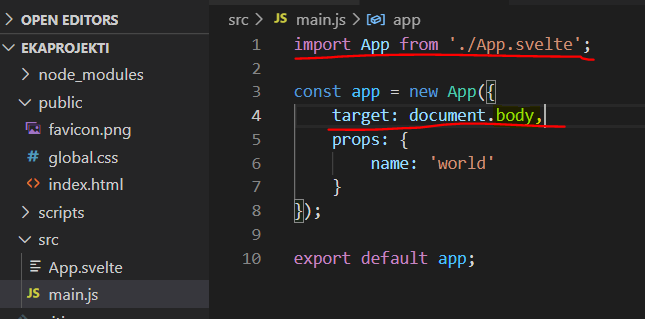 OPEN EDITORS
EKAPROJEKTI
node_modules
public
favicon.png
# global.css
<> index.html
scripts
src
App.svelte
JS main.js
src > JS main.js > app
1 import App from './App.svelte';
2
3 const app = new App({
4 target: document.body,
5 props: {
6 name: 'world'
7 }
8 });
9
10 export default app;